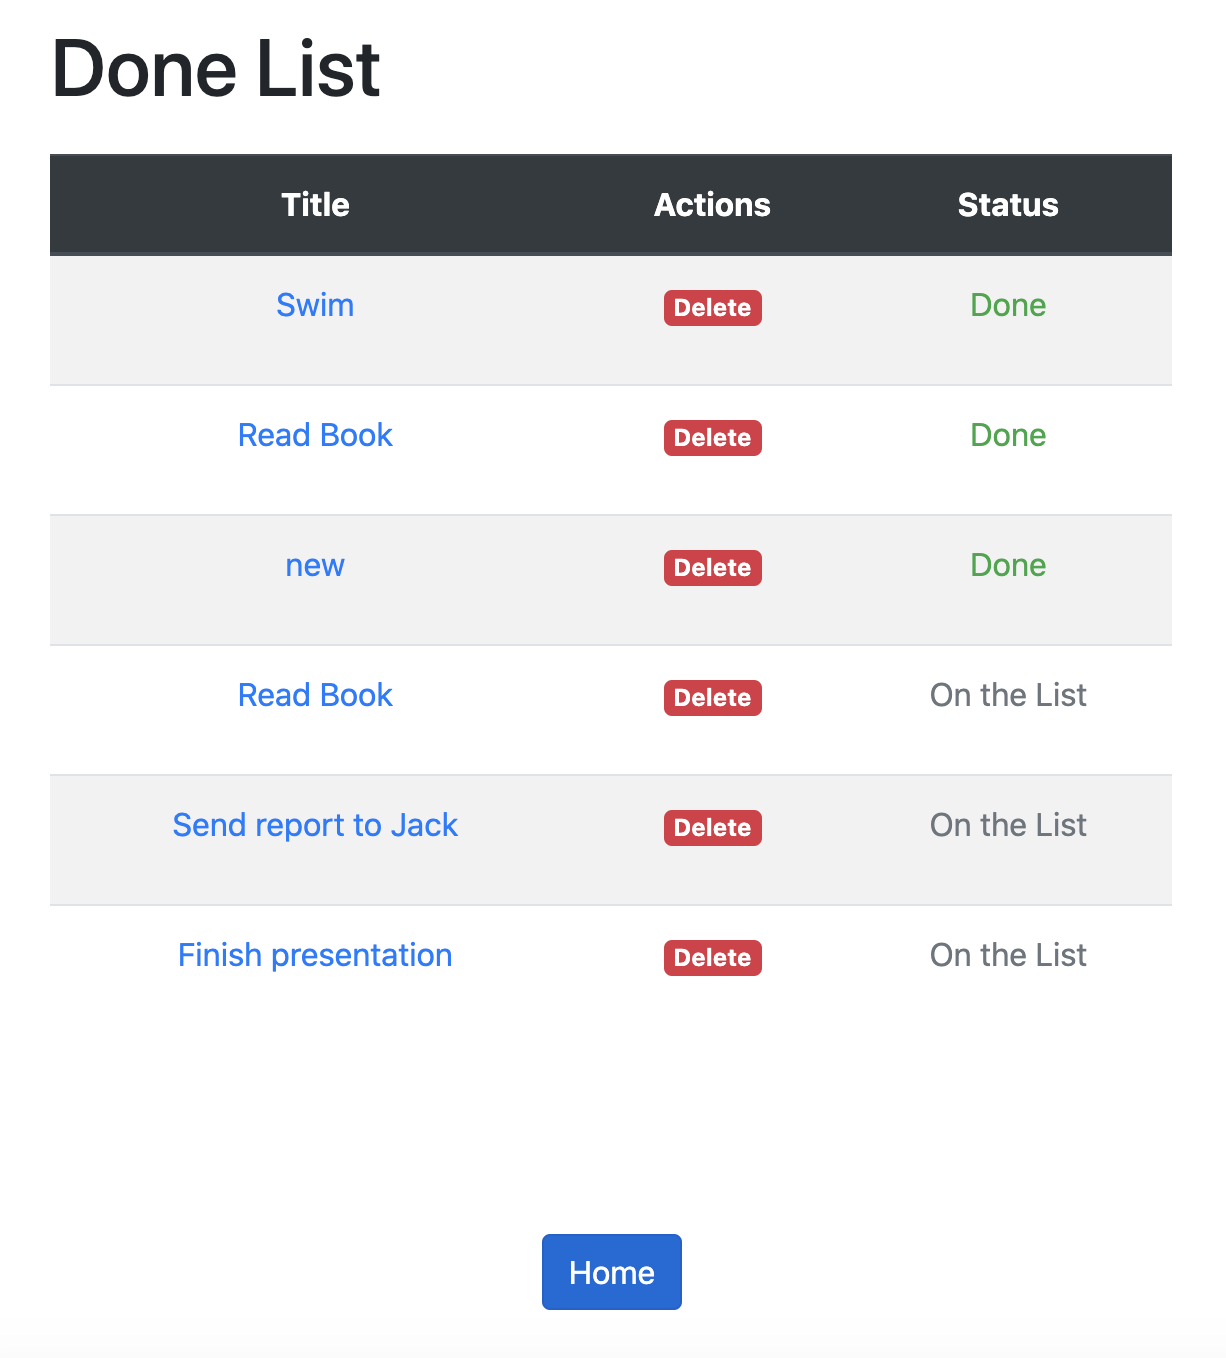 Done List
Title Actions Status
Swim Delete Done
Read Book Delete Done
new Delete Done
Read Book Delete On the List
Send report to Jack Delete On the List
Finish presentation Delete On the List
Home